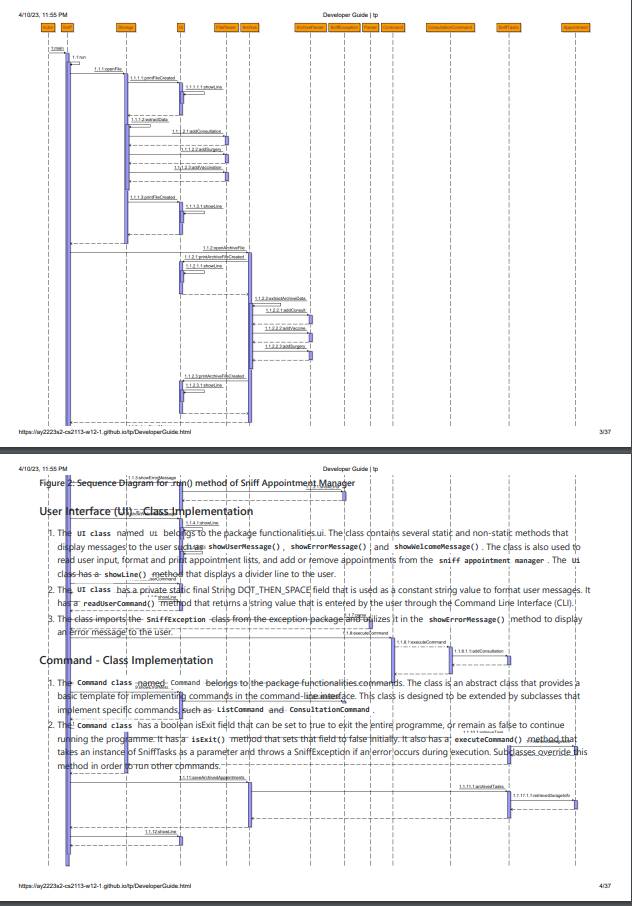 4/10/23, 11:55 PM Developer Guide | tp
Storage UI FileParser Archive ArchiveParser SniffException Parser Command ConsultationCommand SniffTasks Appointment
1:main
1.1:run
1.1.1:openFile
1.1.1.1:printFileCreated
1.1.1.1.1:showLine
1.1.1.2:extractData
1.1.1.2.1:addConsultation
1.1.1.2.2:addSurgery
1.1.1.2.3:addVaccination
1.1.1.3:printFileCreated
1.1.1.3.1:showLine
1.1.2:openArchiveFile
1.1.2.1:printArchiveFileCreated
1.1.2.1.1:showLine
1.1.2.2:extractArchiveData
1.1.2.2.1:addConsult
1.1.2.2.2:addVaccine
1.1.2.2.3:addSurgery
1.1.2.3:printArchiveFileCreated
1.1.2.3.1:showLine
https://ay2223s2-cs2113-w12-1.github.io/tp/DeveloperGuide.html 3/37
4/10/23, 11:55 PM Developer Guide | tp
1.1.3:showErrorMessage
Figure 2: Sequence Diagram for run() method of Sniff Appointment Manager
User Interface (UI) - Class Implementation
1.1.4.1:showLine
1. The UI class named Ui belongs to the package functionalities.ui. The class contains several static and non-static methods that
display messages to the user such as showUserMessage() , showErrorMessage() , and showWelcomeMessage() . The class is also used to
read user input, format and print appointment lists, and add or remove appointments from the sniff appointment manager . The Ui
class has a showLine() method that displays a divider line to the user.
2. The UI class has a private static final String DOT_THEN_SPACE field that is used as a constant string value to format user messages. It
has a readUserCommand() method that returns a string value that is entered by the user through the Command Line Interface (CLI).
3. The class imports the SniffException class from the exception package and utilizes it in the showErrorMessage() method to display
an error message to the user.
1.1.8:executeCommand
1.1.8.1:executeCommand
1.1.8.1.1:addConsultation
Command - Class Implementation
1. The Command class named Command belongs to the package functionalities.commands. The class is an abstract class that provides a
basic template for implementing commands in the command-line interface. This class is designed to be extended by subclasses that
implement specific commands, such as ListCommand and ConsultationCommand .
2. The Command class has a boolean isExit field that can be set to true to exit the entire programme, or remain as false to continue
running the programme. It has a isExit() method that sets that field to false initially. It also has a executeCommand() method that
takes an instance of SniffTasks as a parameter and throws a SniffException if an error occurs during execution. Subclasses override this
method in order to run other commands.
1.1.11:saveArchivedAppointments
1.1.11.1:archivedTasks
1.1.11.1.1:retrievedStorageInfo
1.1.12:showLine
https://ay2223s2-cs2113-w12-1.github.io/tp/DeveloperGuide.html 4/37